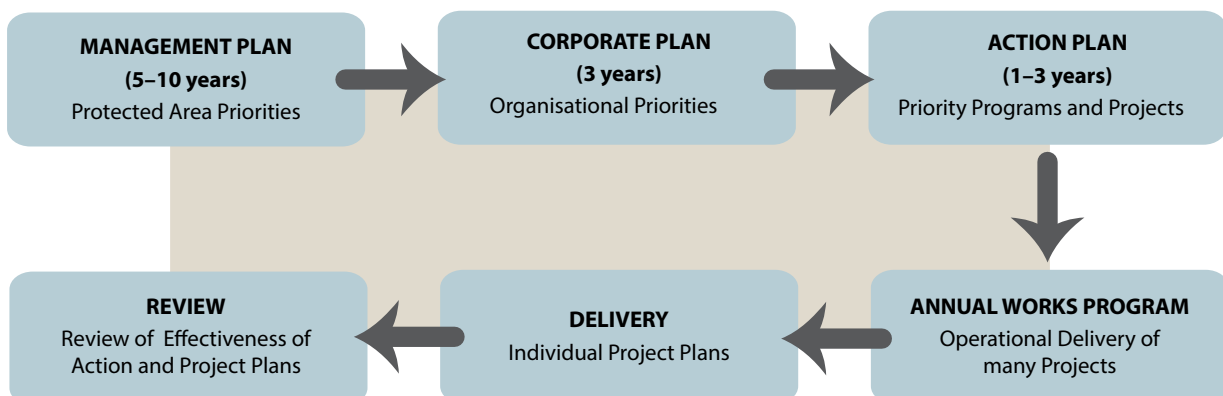 MANAGEMENT PLAN
(5–10 years)
Protected Area Priorities
CORPORATE PLAN
(3 years)
Organisational Priorities
ACTION PLAN
(1–3 years)
Priority Programs and Projects
REVIEW
Review of Effectiveness of
Action and Project Plans
DELIVERY
Individual Project Plans
ANNUAL WORKS PROGRAM
Operational Delivery of
many Projects